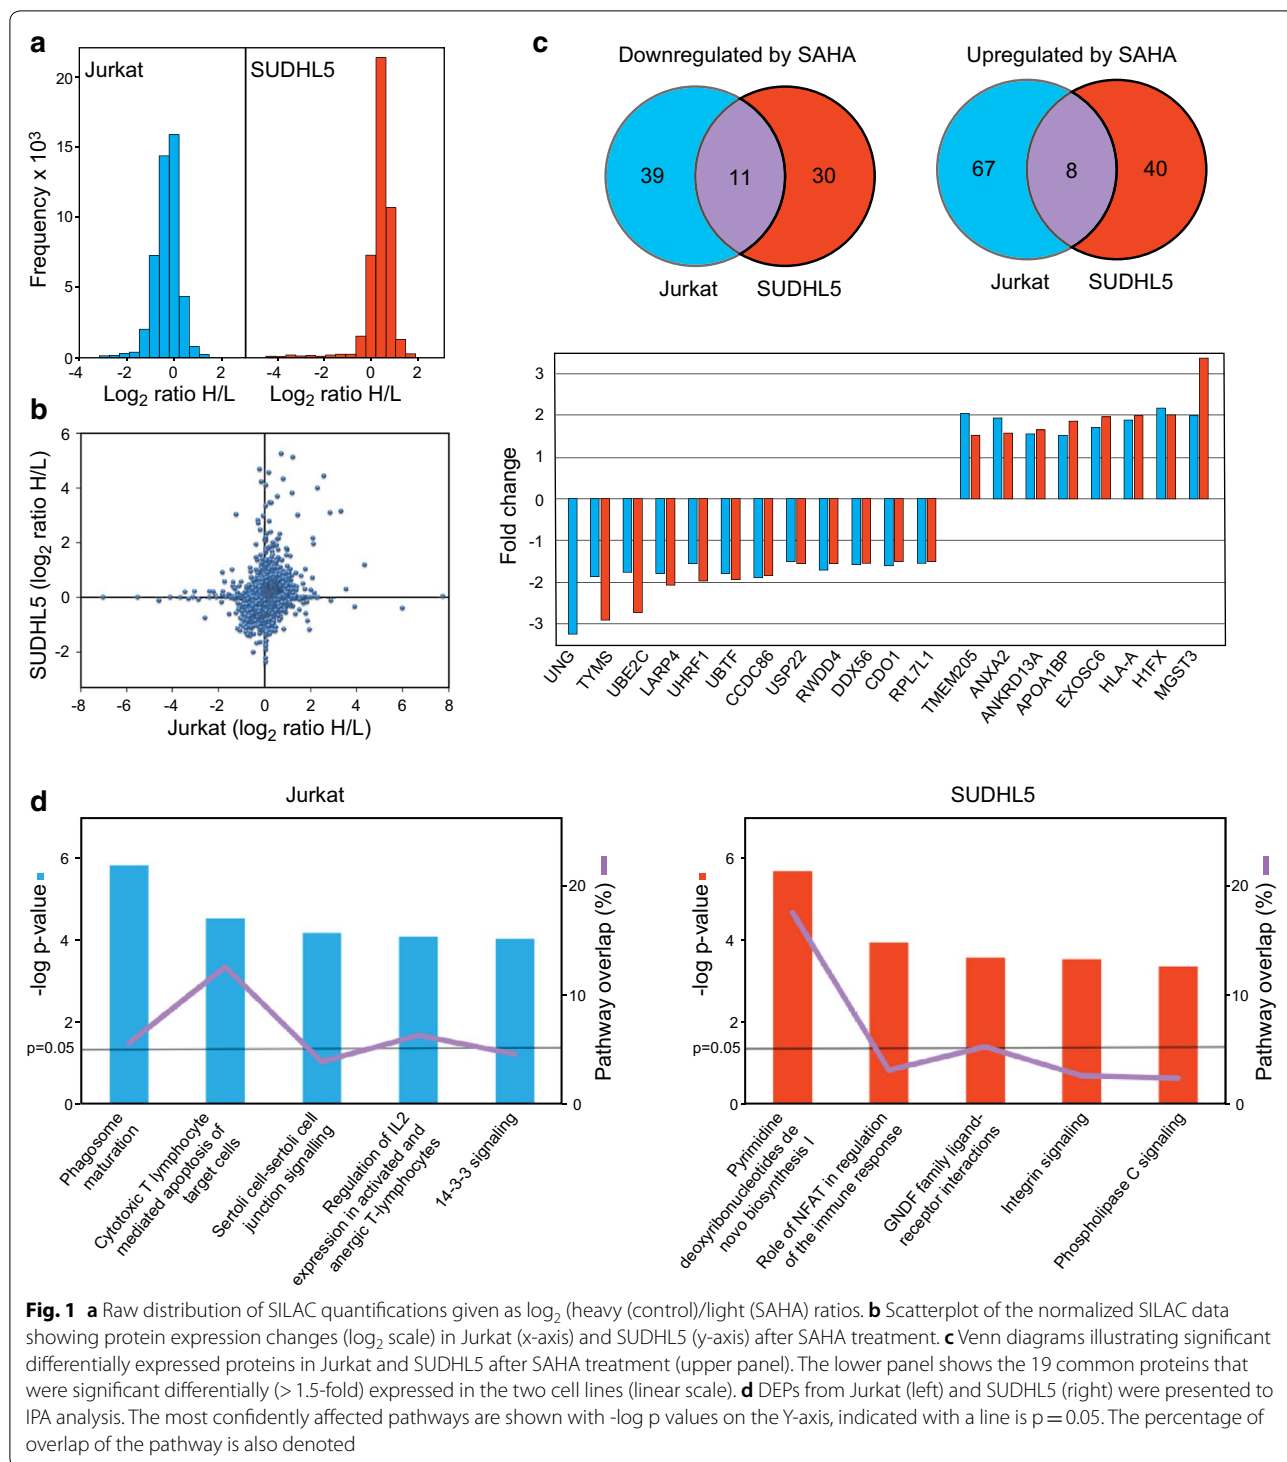 a
Jurkat
SUDHL5
20
15
10
5
0
Frequency x 10³
-4
-2
0
2
-4
-2
0
2
Log₂ ratio H/L
Log₂ ratio H/L
b
6
4
2
0
-2
SUDHL5 (log₂ ratio H/L)
-8
-6
-4
-2
0
2
4
6
8
Jurkat (log₂ ratio H/L)
c
Downregulated by SAHA
39
11
30
Jurkat
SUDHL5
Upregulated by SAHA
67
8
40
Jurkat
SUDHL5
3
2
1
0
-1
-2
-3
Fold change
UNG
TYMS
UBE2C
LARP4
UHRF1
UBTF
CCDC86
USP22
RWDD4
DDX56
CDO1
RPL7L1
TMEM205
ANXA2
ANKRD13A
APOA1BP
EXOSC6
HLA-A
H1FX
MGST3
d
Jurkat
6
4
2
p=0.05
0
-log p-value
20
10
0
Pathway overlap (%)
Phagosome
maturation
Cytotoxic T lymphocyte
mediated apoptosis of
target cells
Sertoli cell-sertoli cell
junction signalling
Regulation of IL2
expression in activated and
anergic T-lymphocytes
14-3-3 signaling
SUDHL5
6
4
2
p=0.05
0
-log p-value
20
10
0
Pathway overlap (%)
Pyrimidine
deoxyribonucleotides de
novo biosynthesis I
Role of NFAT in regulation
of the immune response
GNDF family ligand-
receptor interactions
Integrin signaling
Phospholipase C signaling
Fig. 1 a Raw distribution of SILAC quantifications given as log₂ (heavy (control)/light (SAHA) ratios. b Scatterplot of the normalized SILAC data
showing protein expression changes (log₂ scale) in Jurkat (x-axis) and SUDHL5 (y-axis) after SAHA treatment. c Venn diagrams illustrating significant
differentially expressed proteins in Jurkat and SUDHL5 after SAHA treatment (upper panel). The lower panel shows the 19 common proteins that
were significant differentially (> 1.5-fold) expressed in the two cell lines (linear scale). d DEPs from Jurkat (left) and SUDHL5 (right) were presented to
IPA analysis. The most confidently affected pathways are shown with -log p values on the Y-axis, indicated with a line is p = 0.05. The percentage of
overlap of the pathway is also denoted